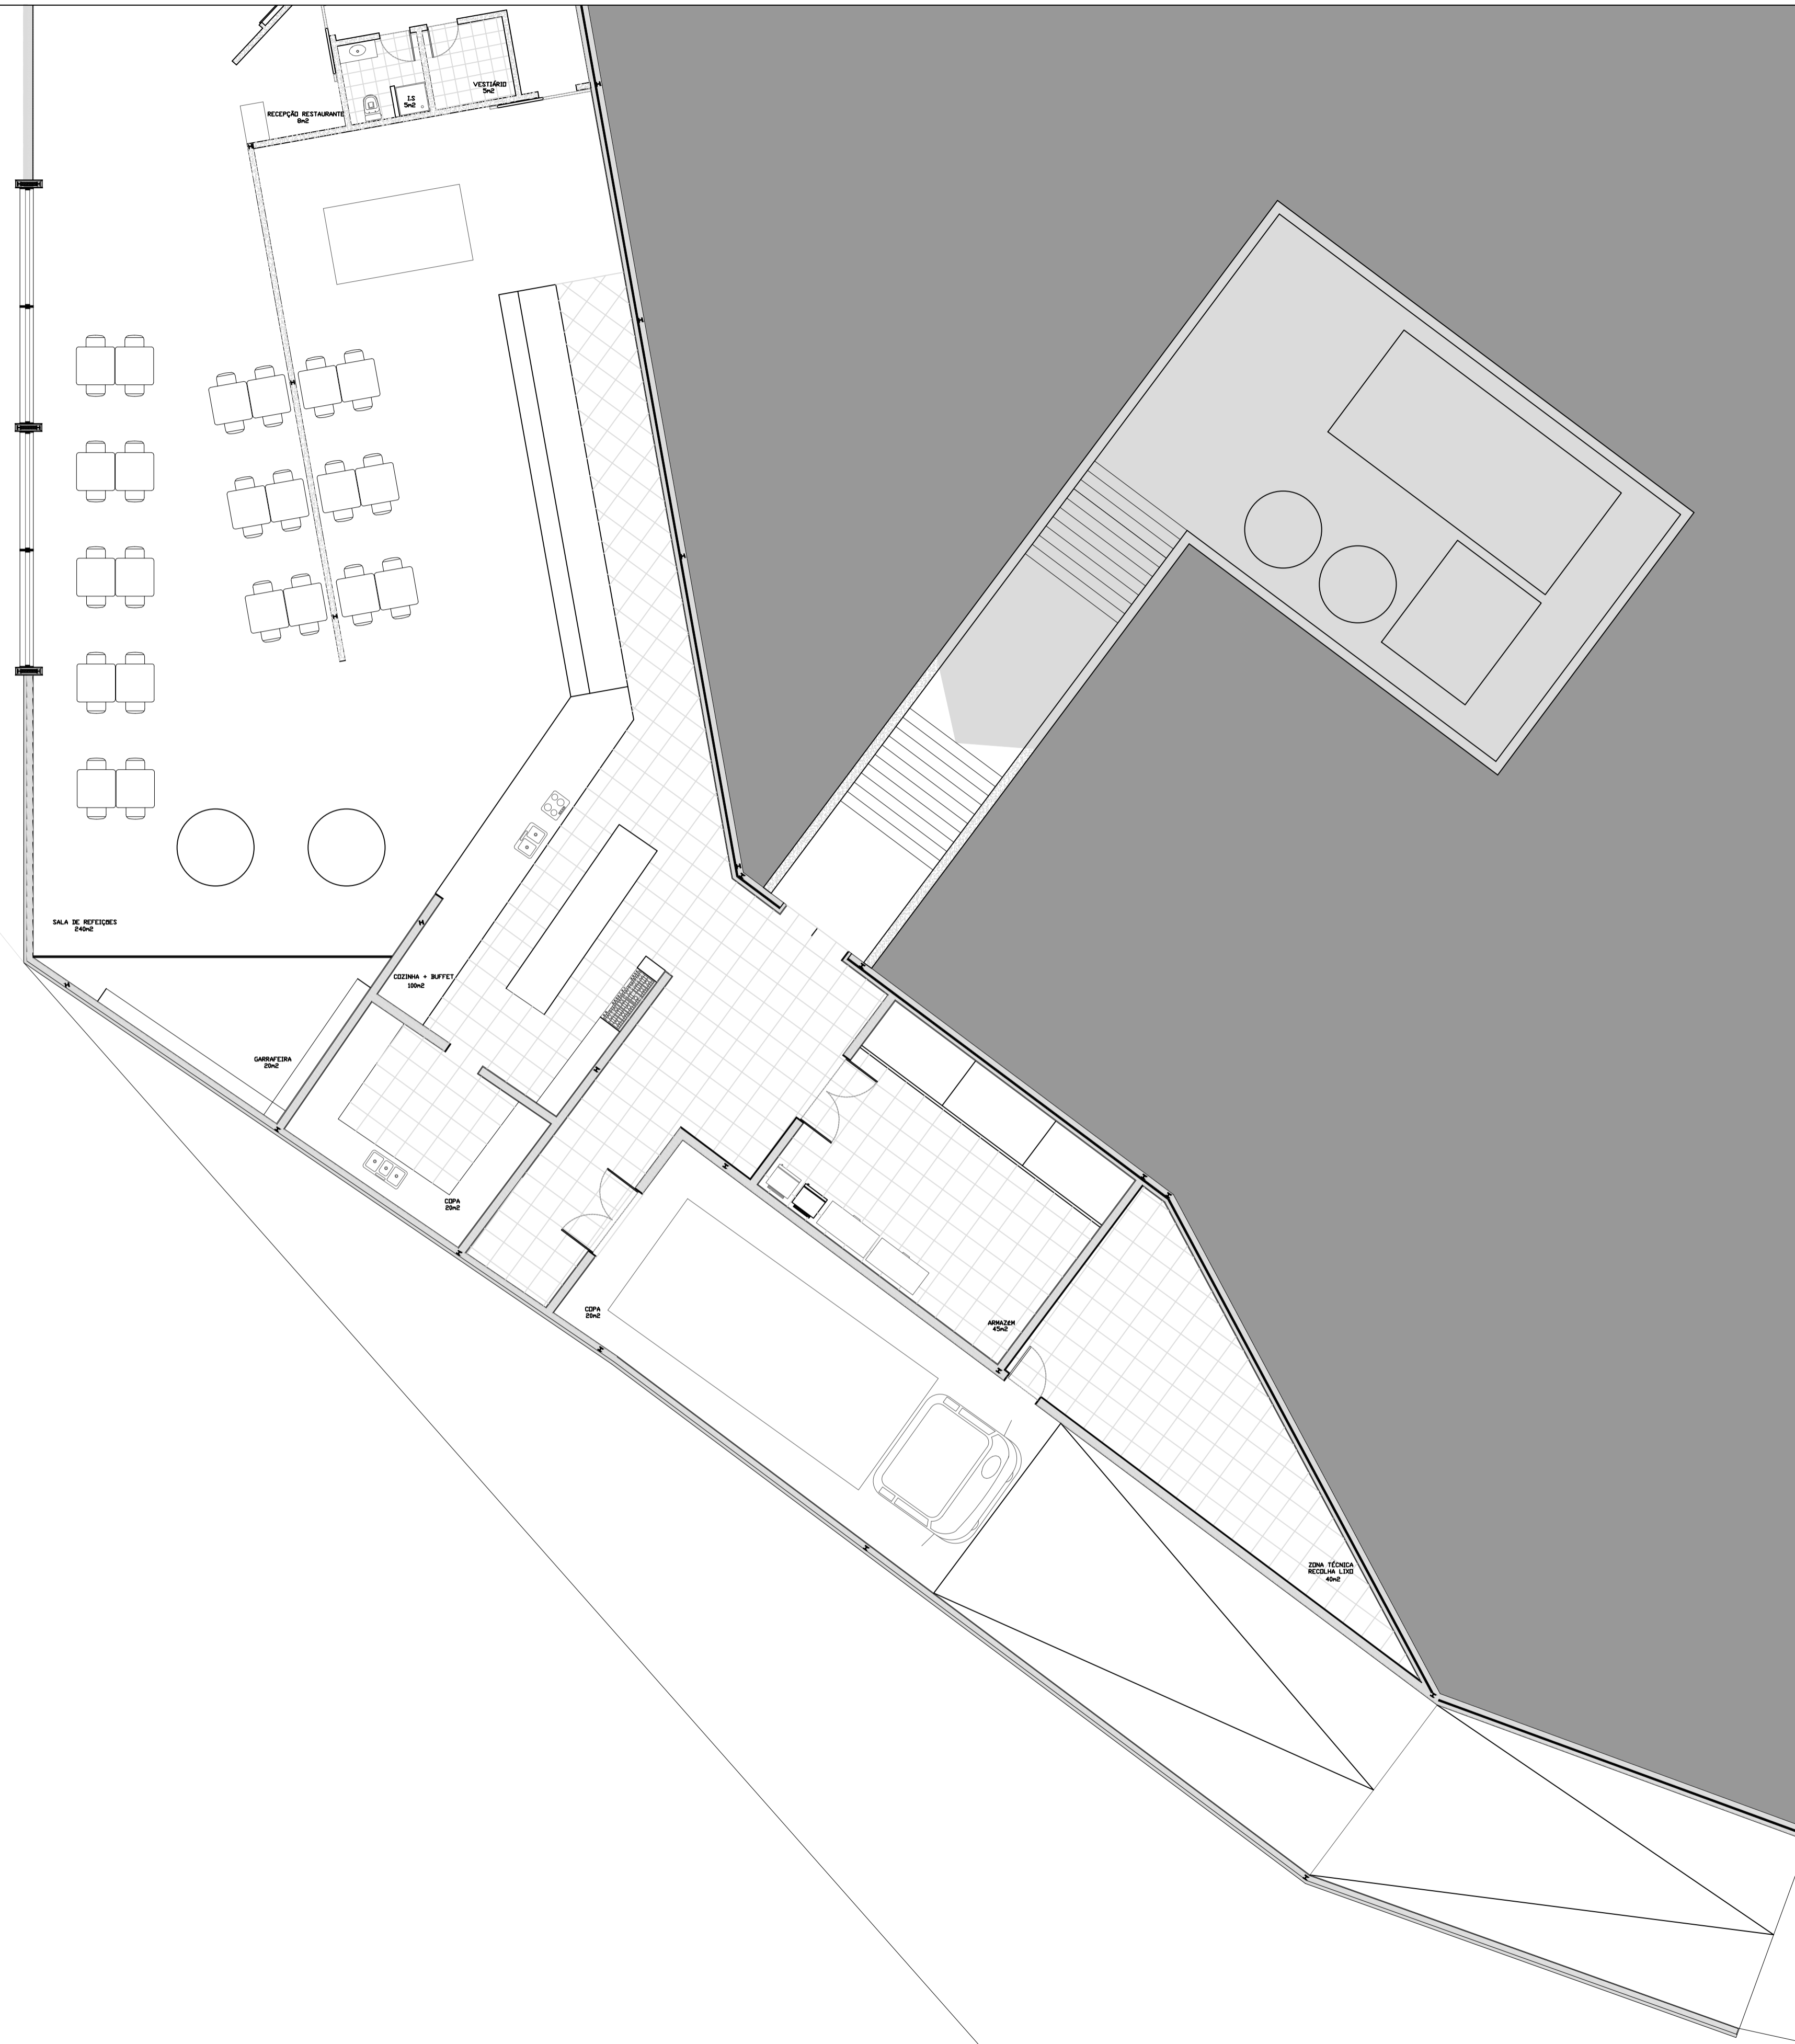 VESTIÁRIO
5m2
I.S
5m2
RECEPÇÃO RESTAURANTE
8m2
SALA DE REFEIÇÕES
240m2
COZINHA + BUFFET
100m2
GARRAFEIRA
20m2
COPA
20m2
COPA
20m2
ARMAZéM
45m2
ZONA TÉCNICA
RECOLHA LIXO
40m2